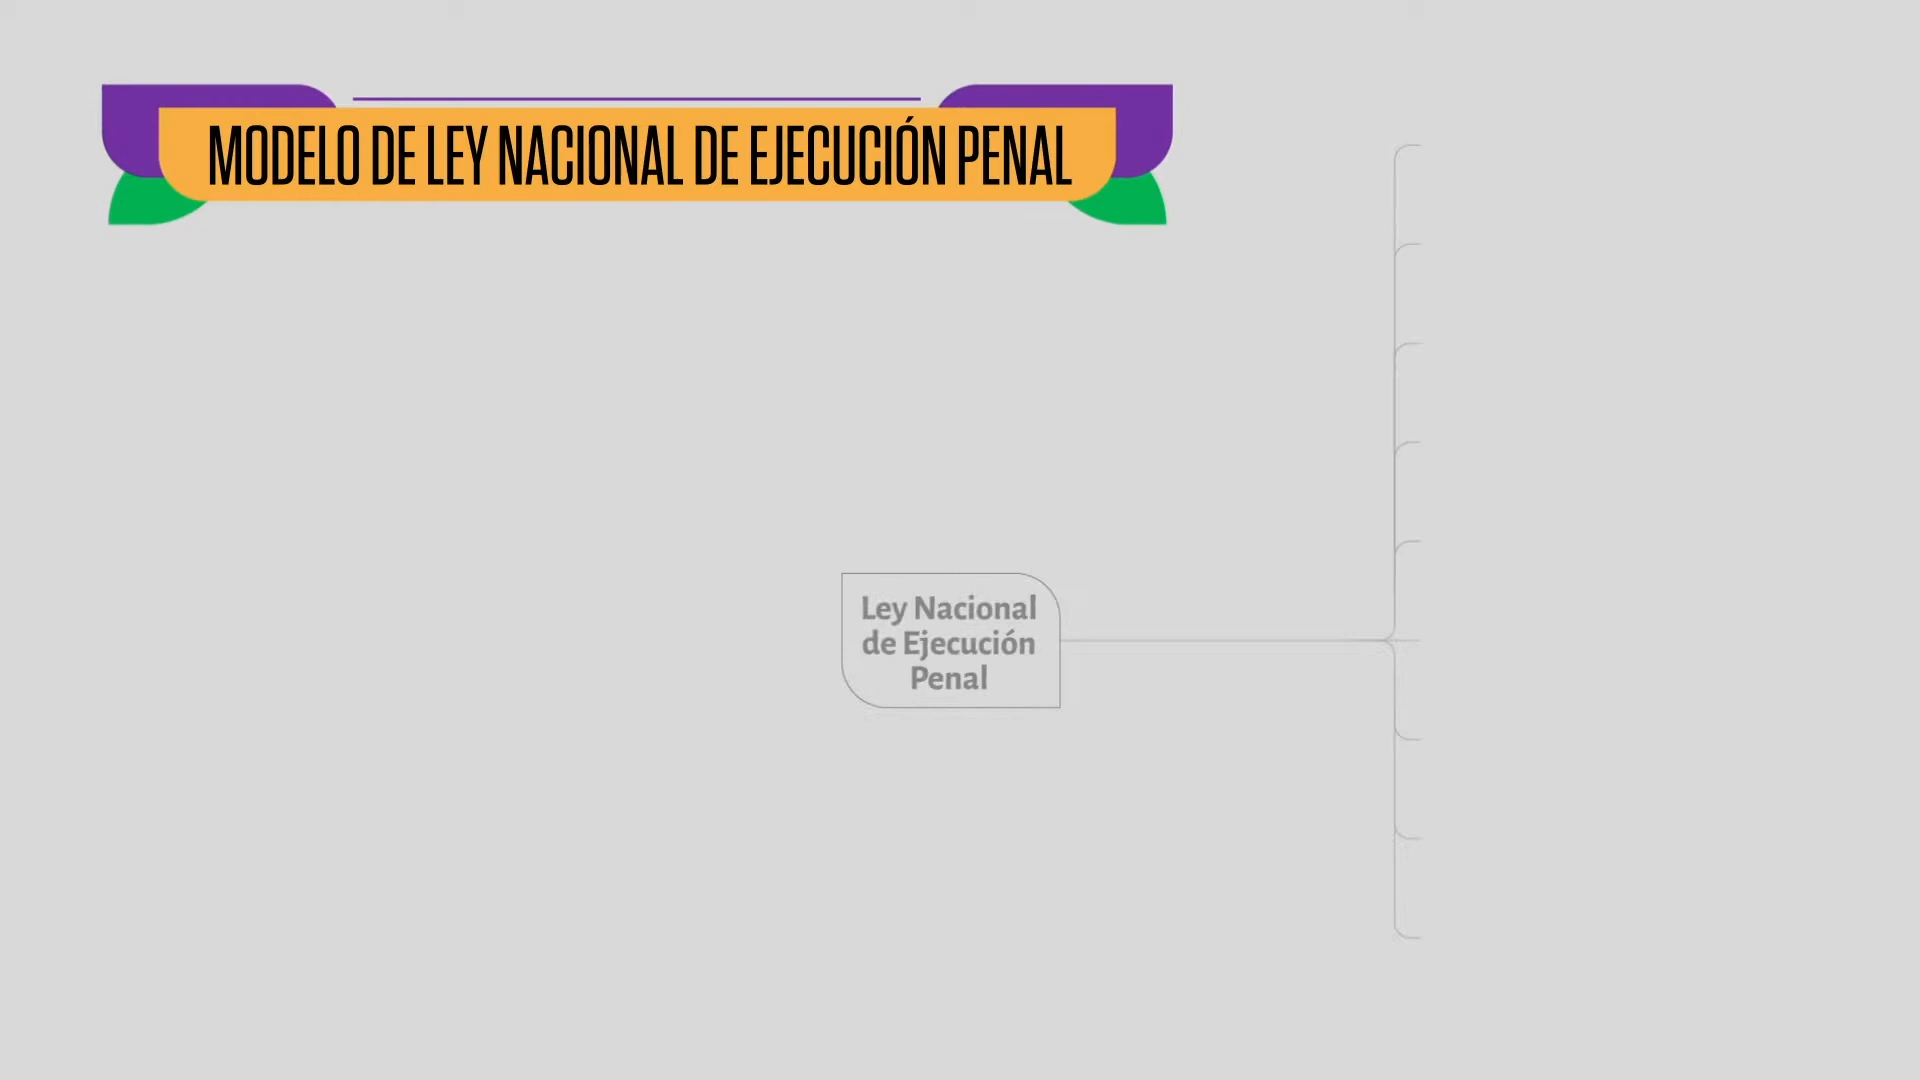 MODELO DE LEY NACIONAL DE EJECUCIÓN PENAL
Ley Nacional
de Ejecución
Penal